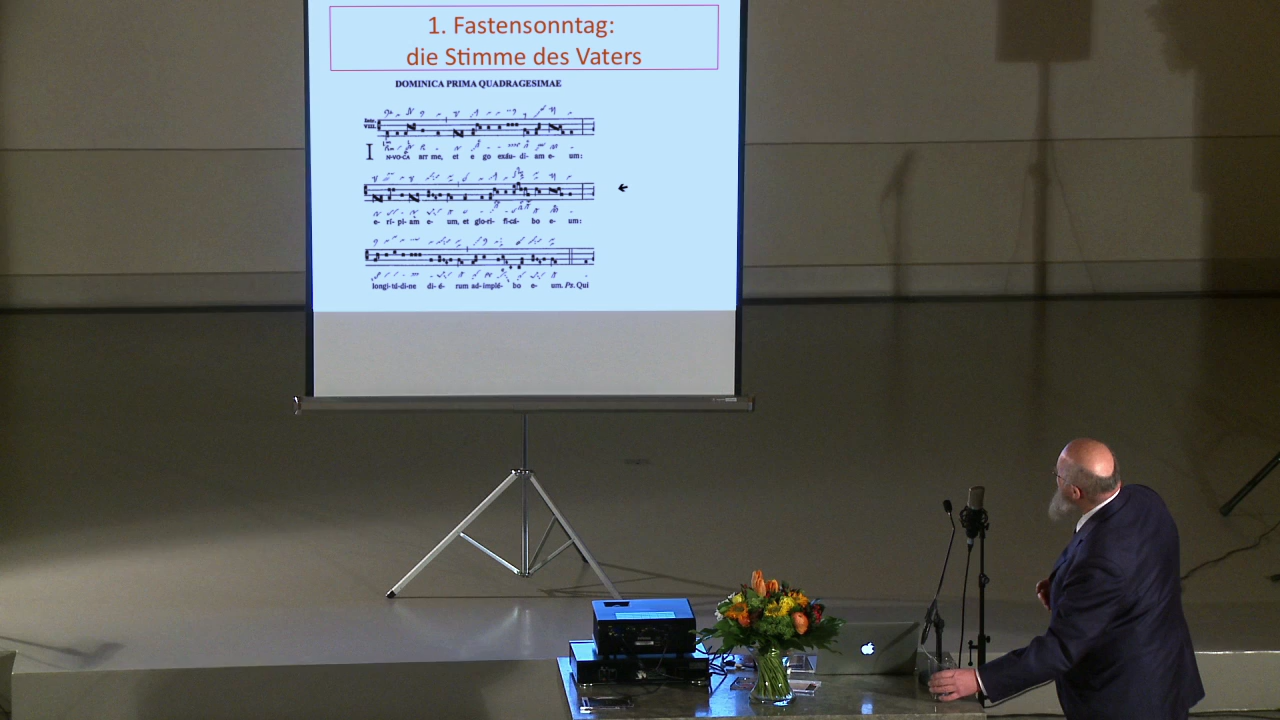 1. Fastensonntag:
die Stimme des Vaters
DOMINICA PRIMA QUADRAGESIMAE
Intr.
VIII.
I N-VO-CA BIT me, et e go exáu- di- am e- um:
e- rí- pi- am e- um, et glo-ri- fi-cá- bo e- um:
longi-tú-di-ne di- é- rum ad-implé- bo e- um. Ps. Qui